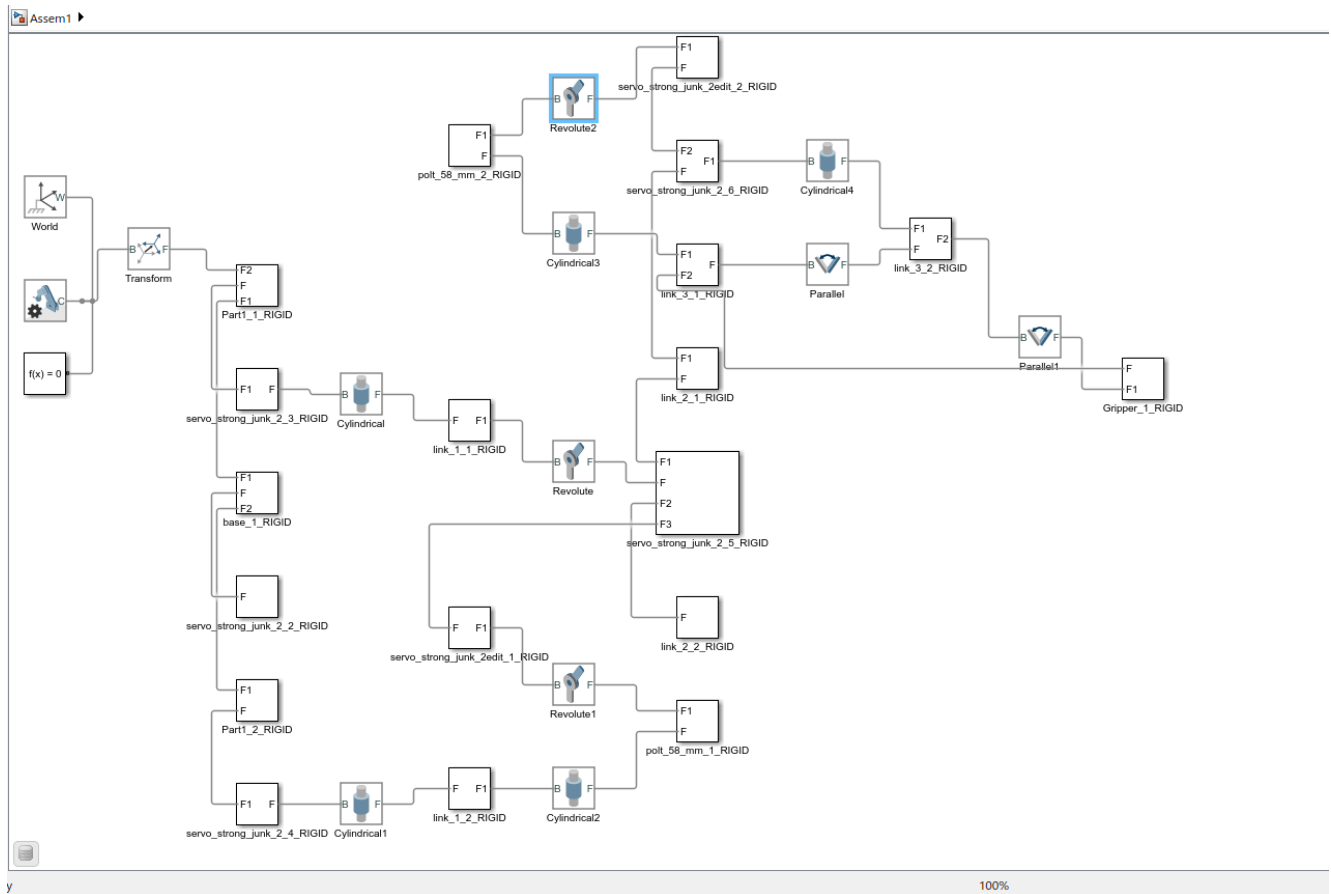 Assem1
World
W
C
f(x) = 0
B
F
Transform
F2
F
F1
Part1_1_RIGID
F1
F
servo_strong_junk_2_3_RIGID
F1
F
F2
base_1_RIGID
F
servo_strong_junk_2_2_RIGID
F1
F
Part1_2_RIGID
F1
F
servo_strong_junk_2_4_RIGID
B
F
Cylindrical
B
F
Cylindrical1
F1
F
polt_58_mm_2_RIGID
F
F1
link_1_1_RIGID
F
F1
servo_strong_junk_2edit_1_RIGID
F
F1
link_1_2_RIGID
B
F
Revolute2
B
F
Cylindrical3
B
F
Revolute
B
F
Revolute1
B
F
Cylindrical2
F1
F
servo_strong_junk_2edit_2_RIGID
F2
F1
F
servo_strong_junk_2_6_RIGID
F1
F
F2
link_3_1_RIGID
F1
F
link_2_1_RIGID
F1
F
F2
F3
servo_strong_junk_2_5_RIGID
F
link_2_2_RIGID
F1
F
polt_58_mm_1_RIGID
B
F
Cylindrical4
B
F
Parallel
F1
F2
F
link_3_2_RIGID
B
F
Parallel1
F
F1
Gripper_1_RIGID
y
100%